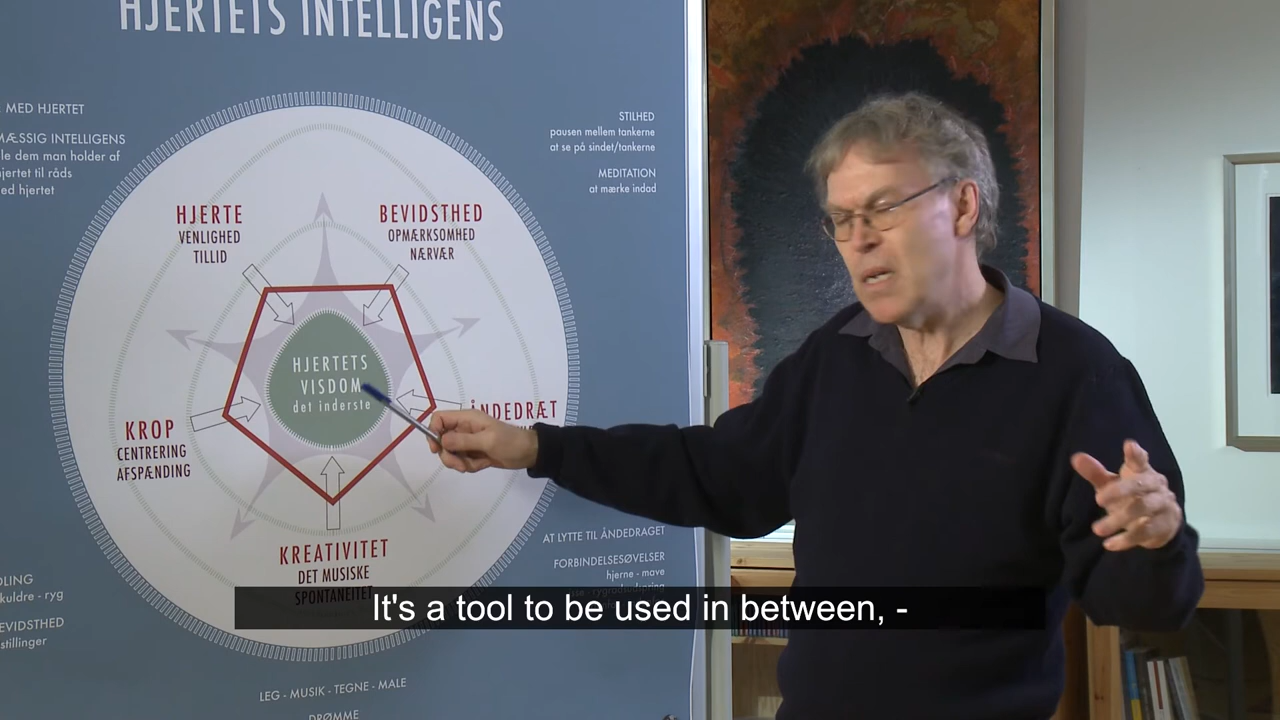 HJERTETS INTELLIGENS
MED HJERTET
MÆSSIG INTELLIGENS
le dem man holder af
jertet til råds
ed hjertet
STILHED
pausen mellem tankerne
at se på sindet/tankerne
MEDITATION
at mærke indad
HJERTE
VENLIGHED
TILLID
BEVIDSTHED
OPMÆRKSOMHED
NÆRVÆR
HJERTETS
VISDOM
det inderste
KROP
CENTRERING
AFSPÆNDING
ÅNDEDRÆT
KREATIVITET
DET MUSISKE
SPONTANEITET
AT LYTTE TIL ÅNDEDRAGET
FORBINDELSESØVELSER
hjerne - mave
DLING
kuldre - ryg
EVIDSTHED
stillinger
It's a tool to be used in between, -
LEG - MUSIK - TEGNE - MALE
DRØMME